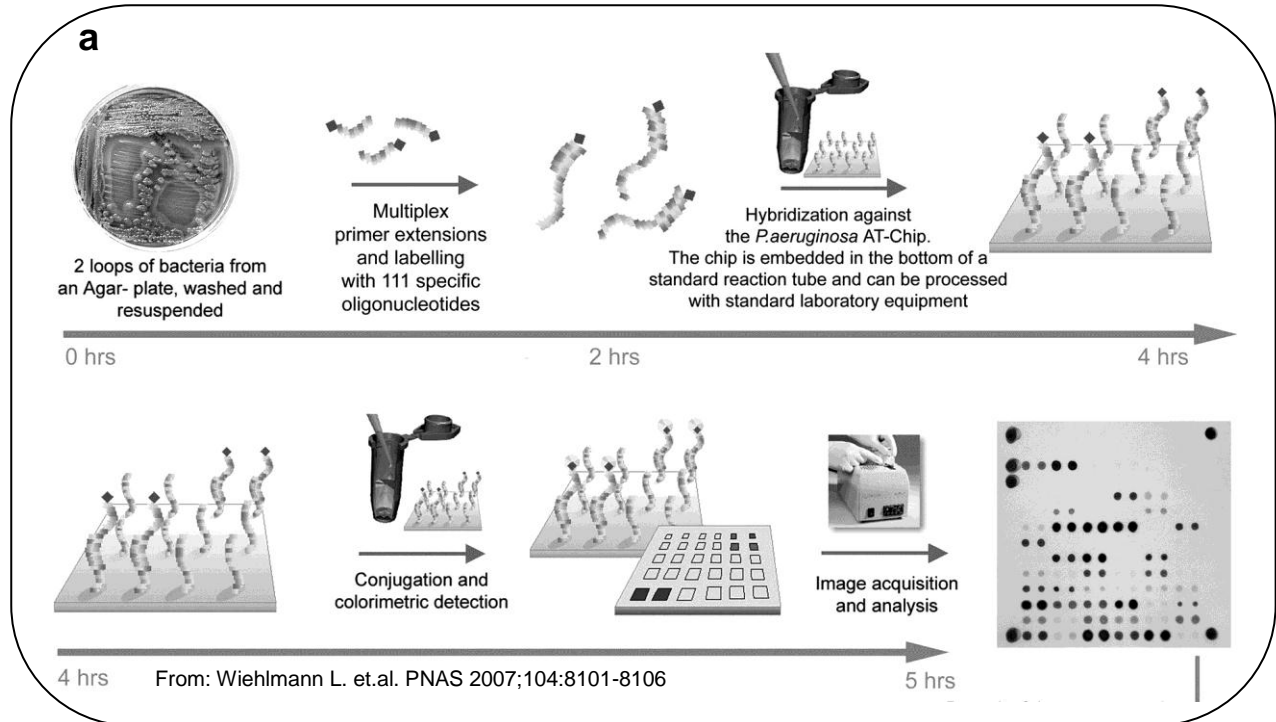 a
2 loops of bacteria from
an Agar- plate, washed and
resuspended
Multiplex
primer extensions
and labelling
with 111 specific
oligonucleotides
Hybridization against
the P.aeruginosa AT-Chip.
The chip is embedded in the bottom of a
standard reaction tube and can be processed
with standard laboratory equipment
0 hrs
2 hrs
4 hrs
Conjugation and
colorimetric detection
Image acquisition
and analysis
4 hrs
From: Wiehlmann L. et.al. PNAS 2007;104:8101-8106
5 hrs